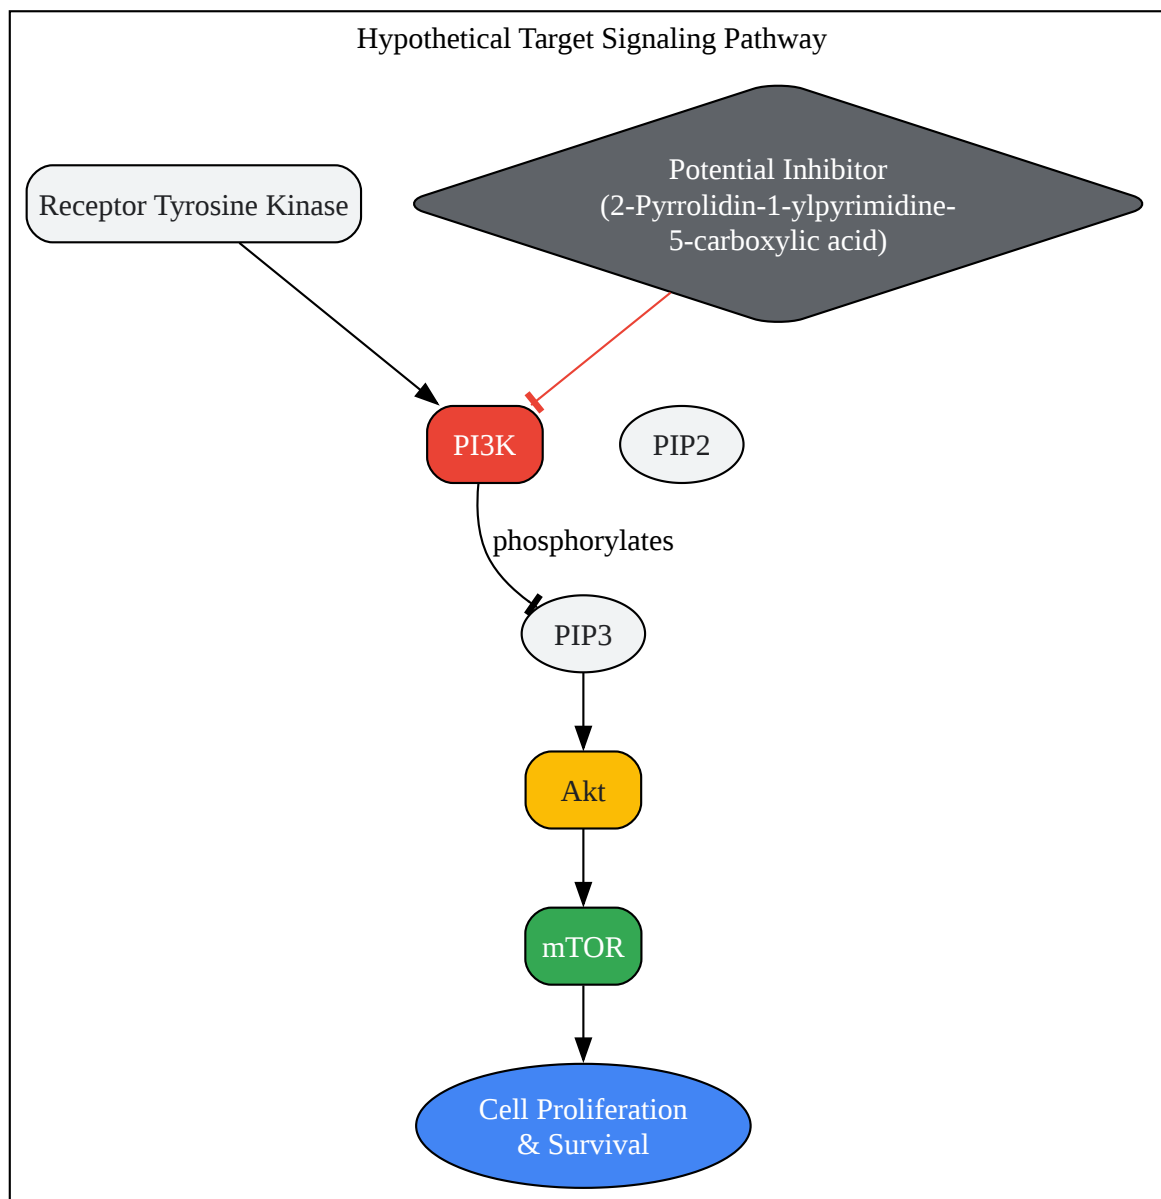 Hypothetical Target Signaling Pathway
Receptor Tyrosine Kinase
Potential Inhibitor
(2-Pyrrolidin-1-ylpyrimidine-
5-carboxylic acid)
PI3K
PIP2
phosphorylates
PIP3
Akt
mTOR
Cell Proliferation
& Survival